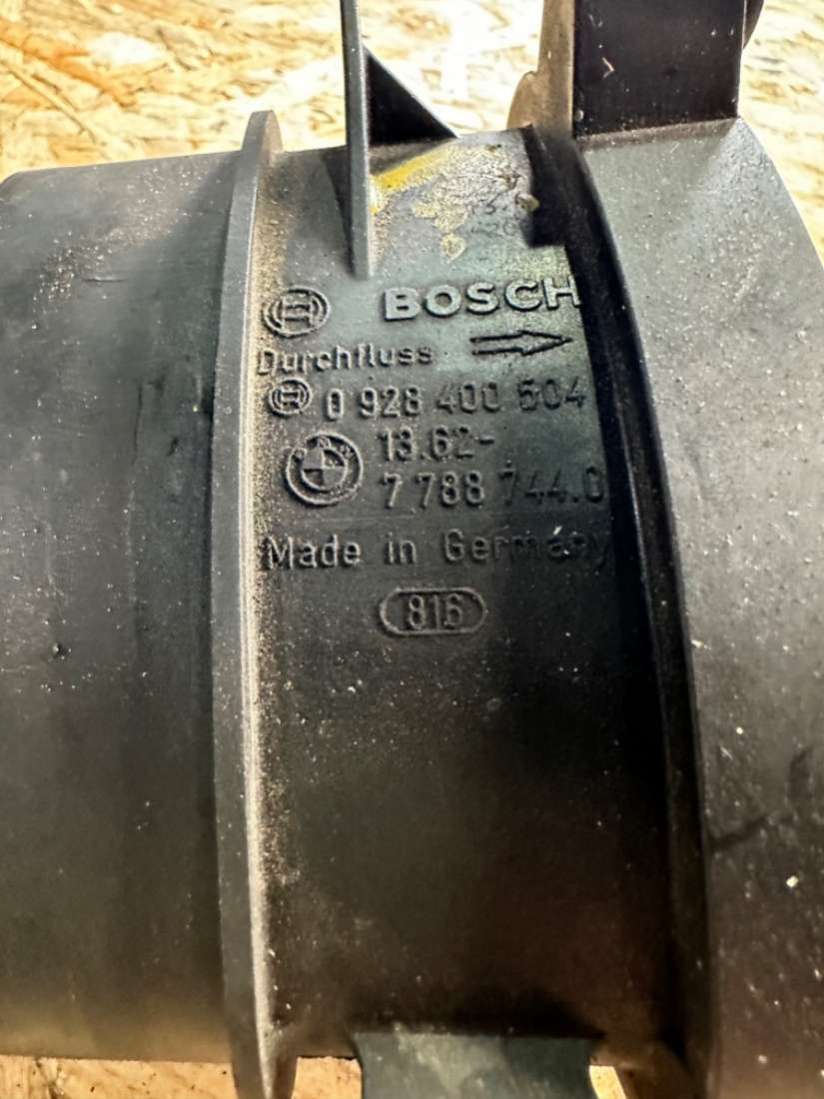 BOSCH
Durchfluss
0 928 400 504
13.62-
7 788 744.0
Made in Germany
816